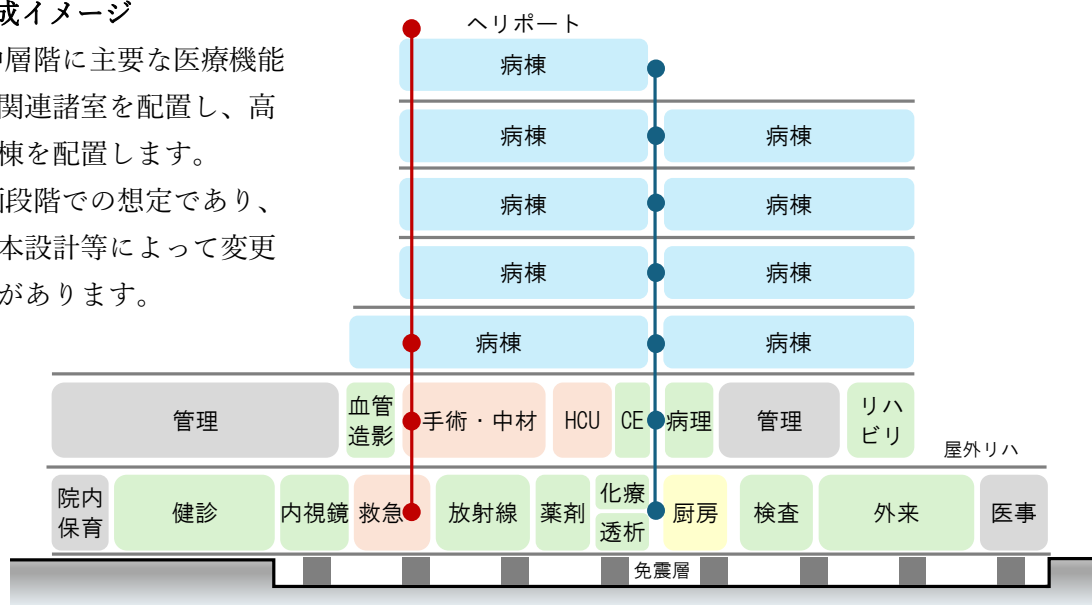 成イメージ
層階に主要な医療機能
関連諸室を配置し、高
棟を配置します。
段階での想定であり、
本設計等によって変更
があります。
ヘリポート
病棟
病棟 病棟
病棟 病棟
病棟 病棟
病棟 病棟
管理 血管造影 手術・中材 HCU CE 病理 管理 リハビリ
屋外リハ
院内保育 健診 内視鏡 救急 放射線 薬剤 化療 透析 厨房 検査 外来 医事
免震層